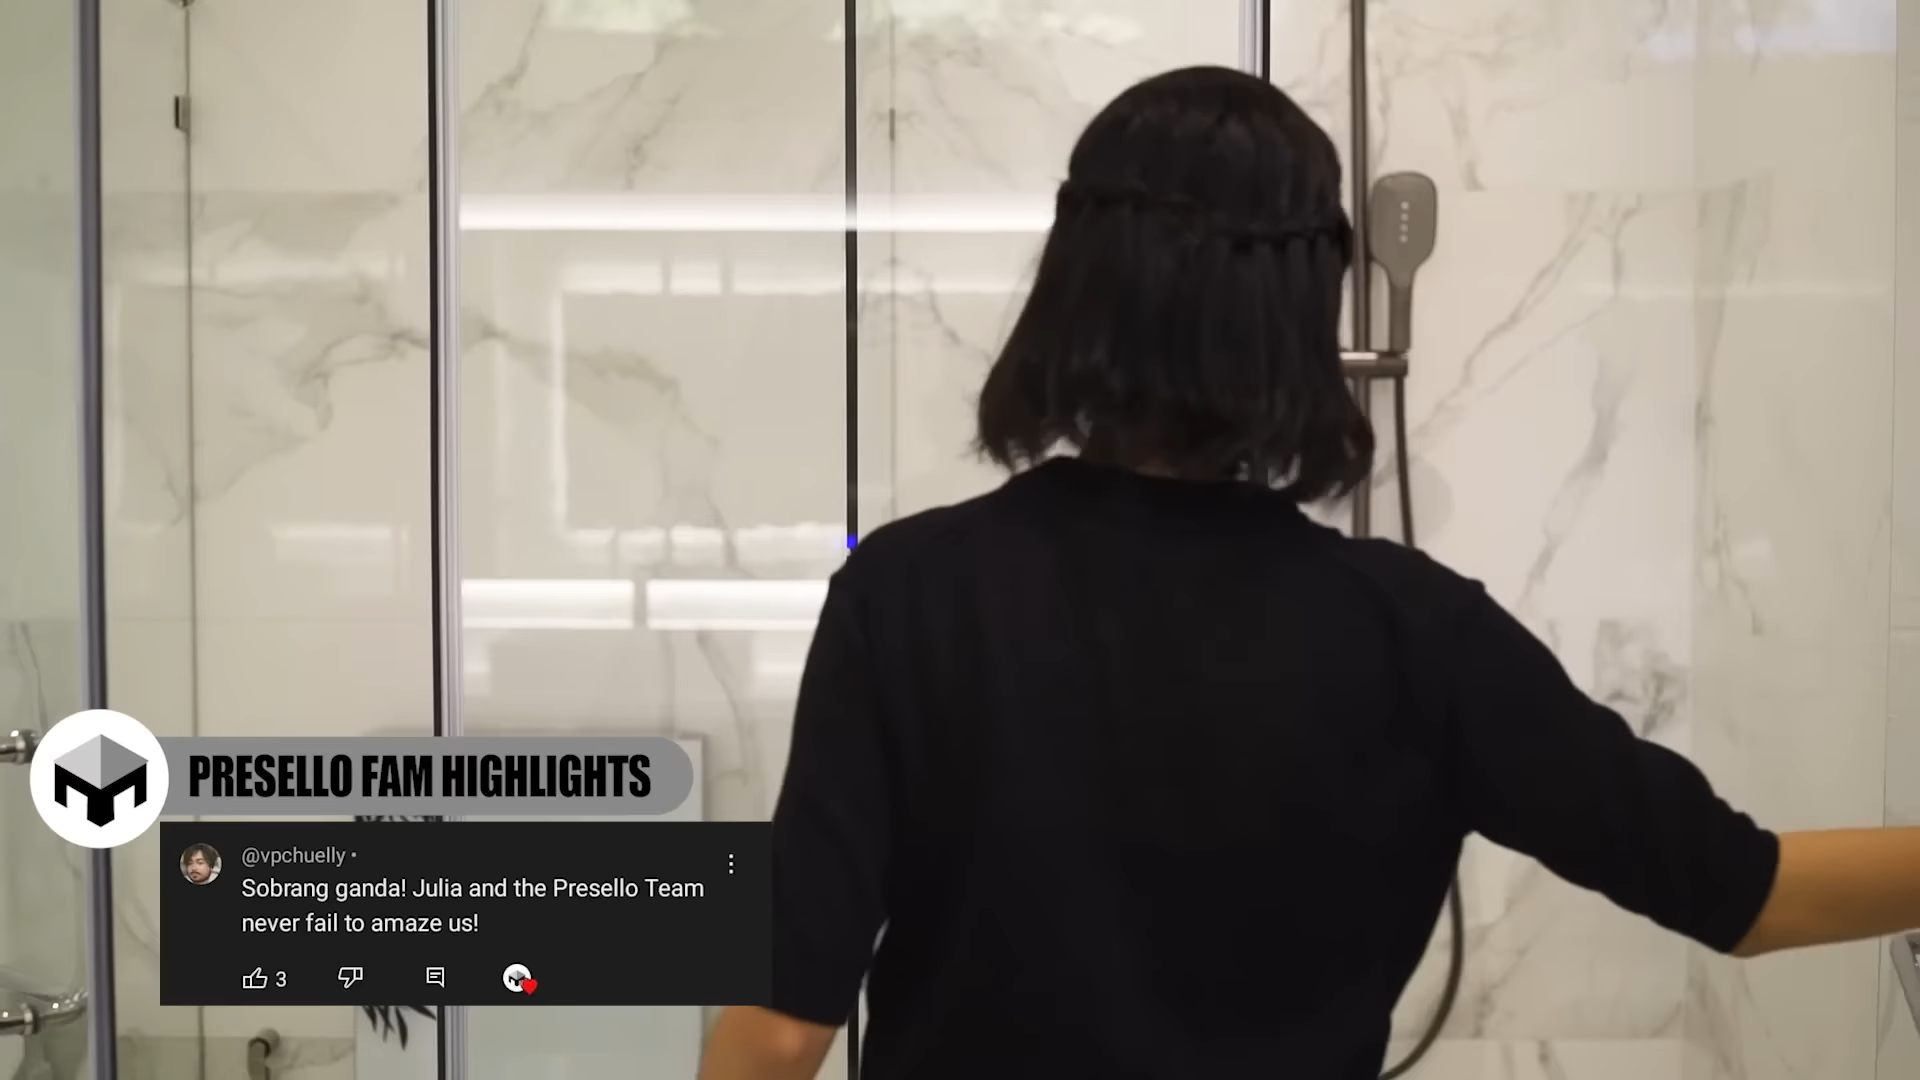 PRESELLO FAM HIGHLIGHTS
@vpchuelly •
Sobrang ganda! Julia and the Presello Team
never fail to amaze us!
3